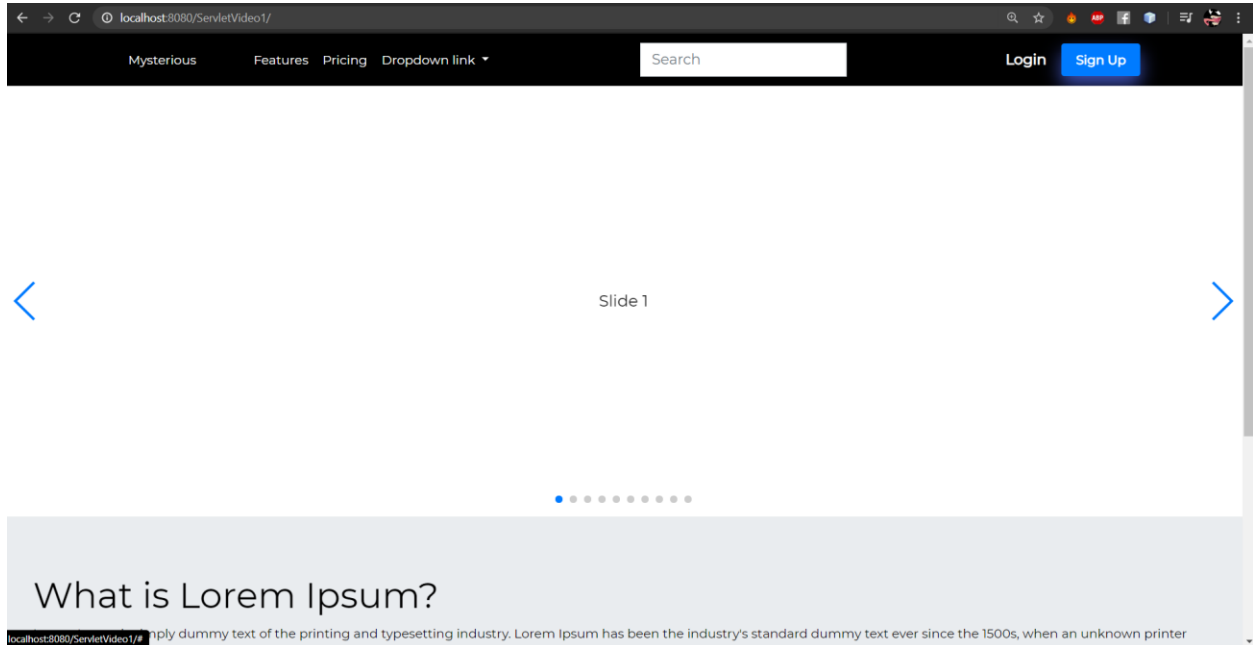 localhost:8080/ServletVideo1/
ABP
Mysterious Features Pricing Dropdown link Search Login Sign Up
Slide 1
What is Lorem Ipsum?
dummy text of the printing and typesetting industry. Lorem Ipsum has been the industry's standard dummy text ever since the 1500s, when an unknown printer
localhost:8080/ServletVideo1/#